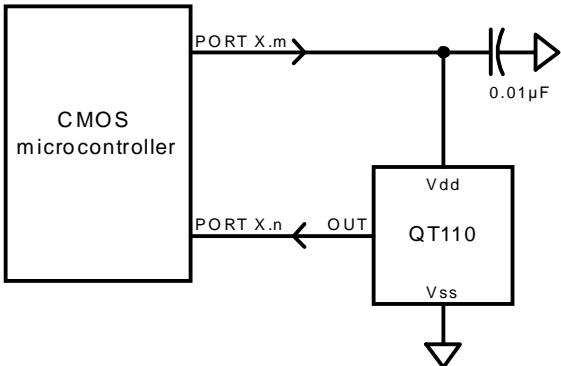 PORT X.m
0.01µF
CMOS
microcontroller
Vdd
PORT X.n
OUT
QT110
Vss